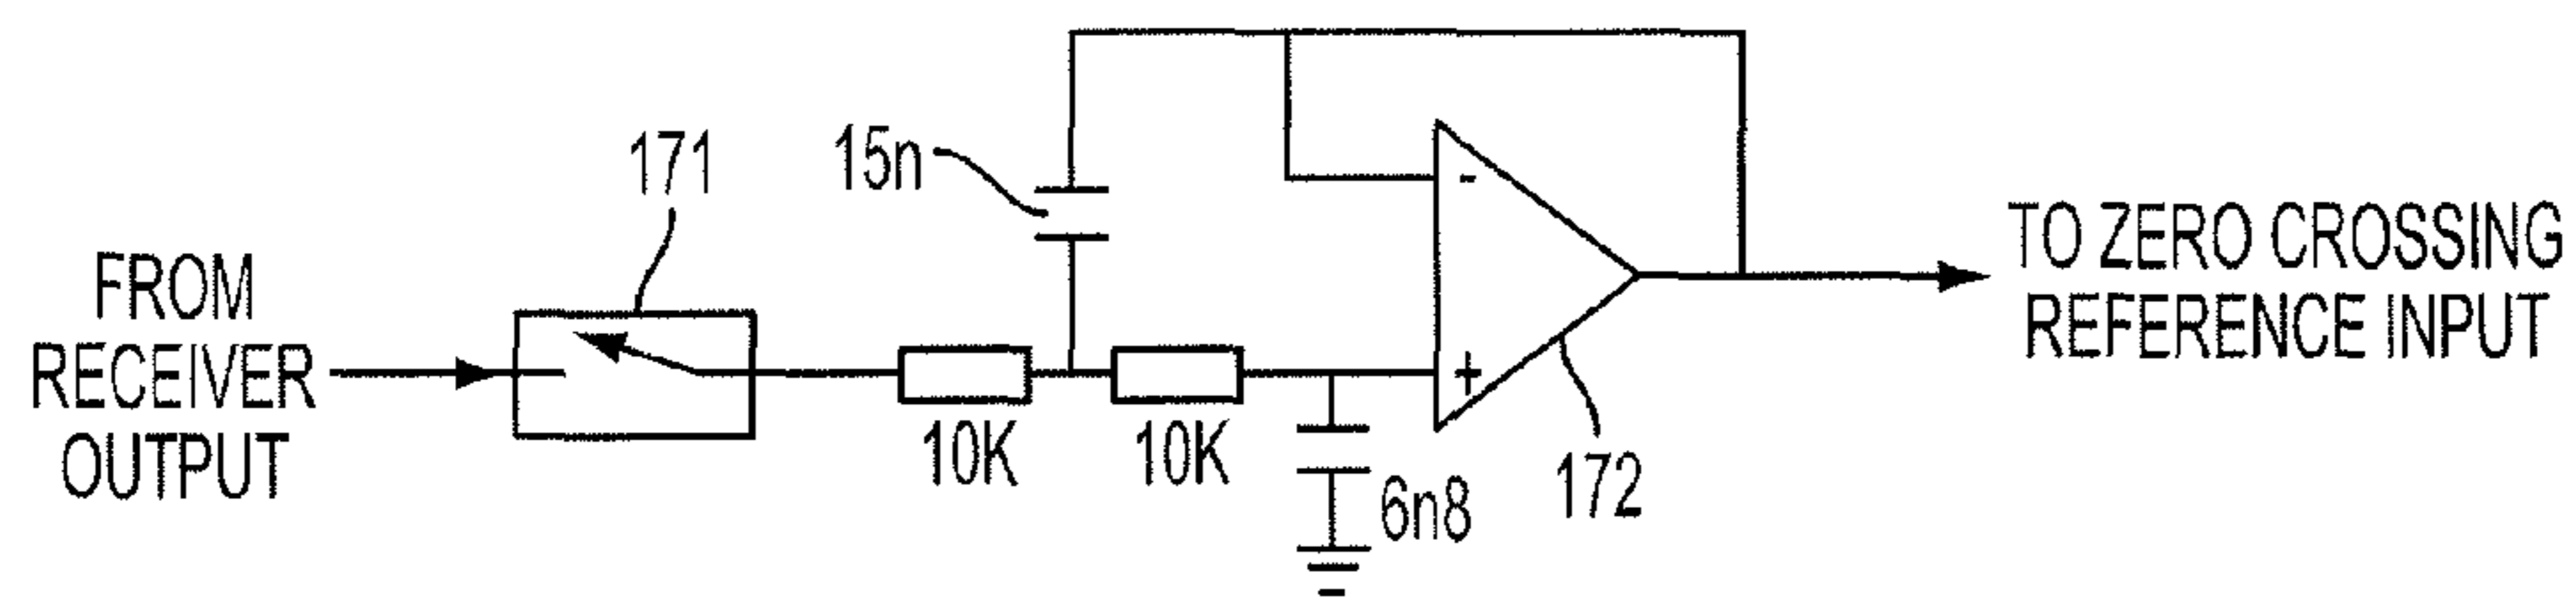 FROM
RECEIVER
OUTPUT
171
15n
10K
10K
-
+
6n8
172
TO ZERO CROSSING
REFERENCE INPUT